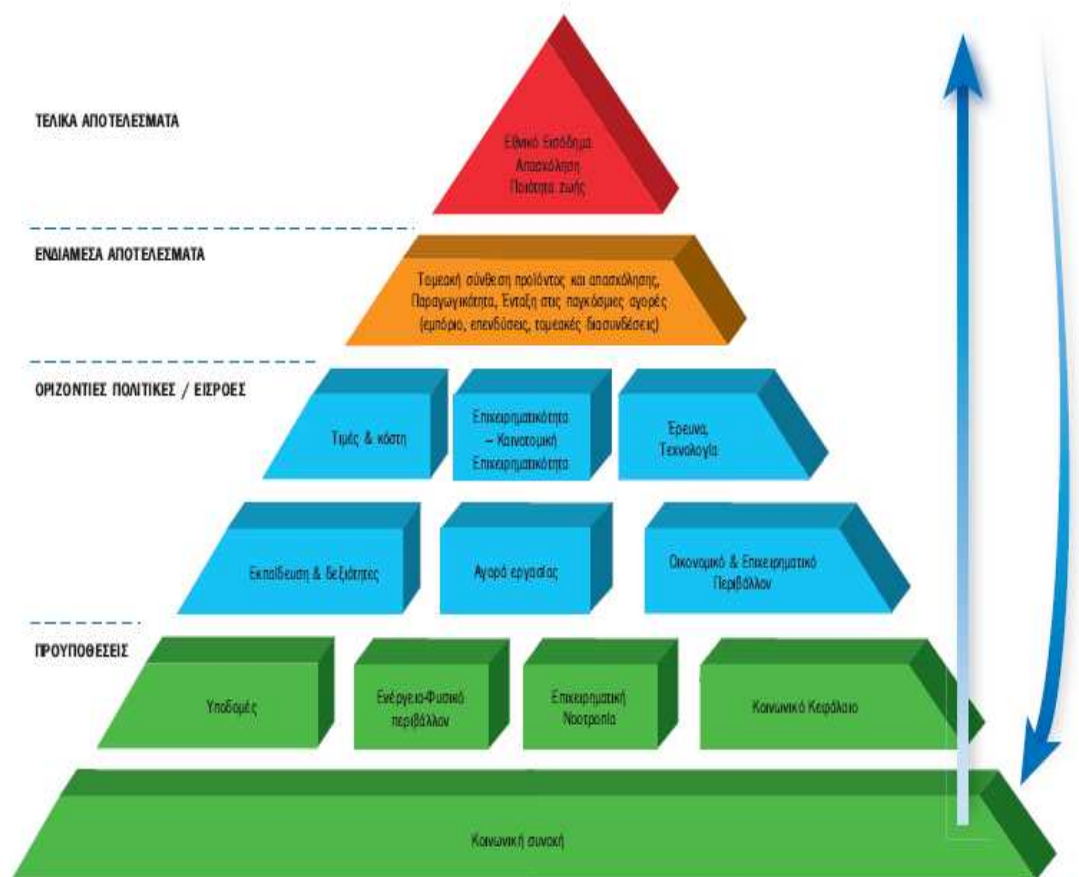 ΤΕΛΙΚΑ ΑΠΟΤΕΛΕΣΜΑΤΑ
Εθνικό Εισόδημα
Απασχόληση
Ποιότητα ζωής
ΕΝΔΙΑΜΕΣΑ ΑΠΟΤΕΛΕΣΜΑΤΑ
Τομεακή σύνθεση προϊόντος και απασχόλησης,
Παραγωγικότητα, Ένταξη στις παγκόσμιες αγορές
(εμπόριο, επενδύσεις, τομεακές διασυνδέσεις)
ΟΡΙΖΟΝΤΙΕΣ ΠΟΛΙΤΙΚΕΣ / ΕΙΣΡΟΕΣ
Τιμές & κόστη
Επιχειρηματικότητα
– Καινοτομική
Επιχειρηματικότητα
Έρευνα,
Τεχνολογία
Εκπαίδευση & δεξιότητες
Αγορά εργασίας
Οικονομικό & Επιχειρηματικό
Περιβάλλον
ΠΡΟΥΠΟΘΕΣΕΙΣ
Υποδομές
Ενέργεια-Φυσικό
περιβάλλον
Επιχειρηματική
Νοοτροπία
Κοινωνικό Κεφάλαιο
Κοινωνική συνοχή